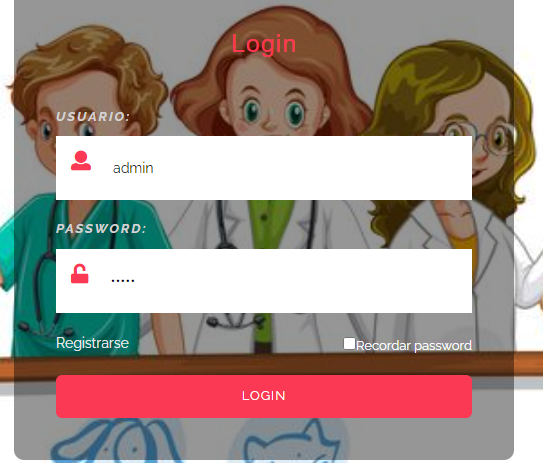 Login
USUARIO:
admin
PASSWORD:
•••••
Registrarse
Recordar password
LOGIN